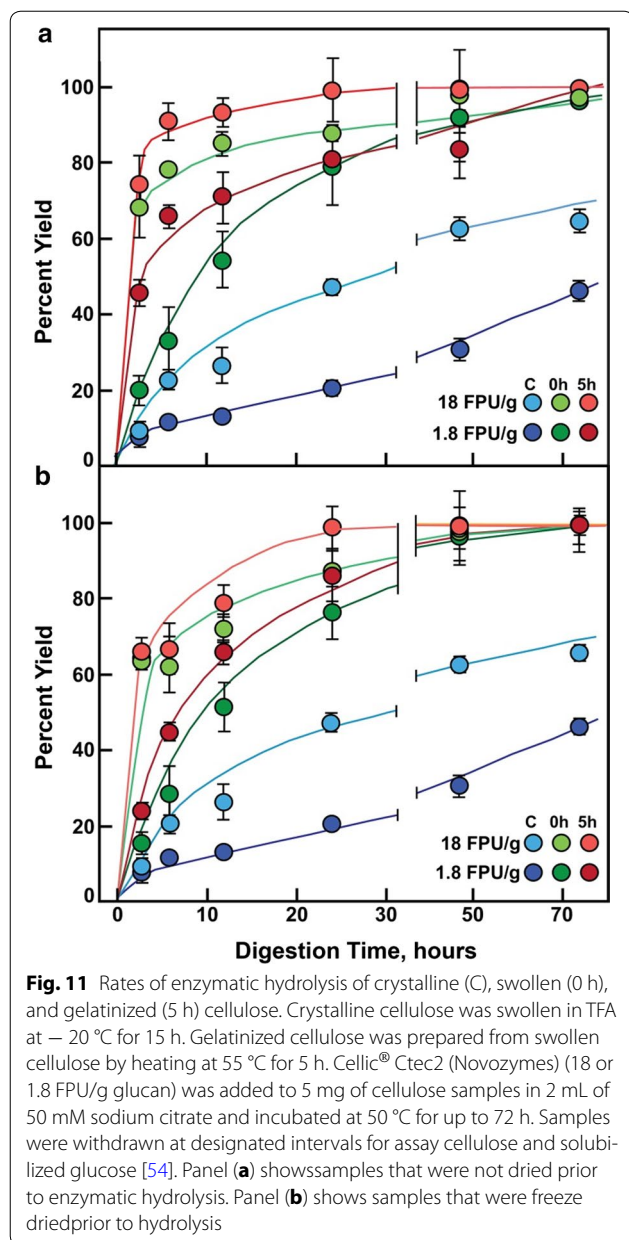 a
100
80
60
40
20
0
Percent Yield
C 0h 5h
18 FPU/g
1.8 FPU/g
b
100
80
60
40
20
0
Percent Yield
C 0h 5h
18 FPU/g
1.8 FPU/g
0 10 20 30 50 70
Digestion Time, hours
Fig. 11 Rates of enzymatic hydrolysis of crystalline (C), swollen (0 h),
and gelatinized (5 h) cellulose. Crystalline cellulose was swollen in TFA
at − 20 °C for 15 h. Gelatinized cellulose was prepared from swollen
cellulose by heating at 55 °C for 5 h. Cellic® Ctec2 (Novozymes) (18 or
1.8 FPU/g glucan) was added to 5 mg of cellulose samples in 2 mL of
50 mM sodium citrate and incubated at 50 °C for up to 72 h. Samples
were withdrawn at designated intervals for assay cellulose and solubi-
lized glucose [54]. Panel (a) showssamples that were not dried prior
to enzymatic hydrolysis. Panel (b) shows samples that were freeze
driedprior to hydrolysis